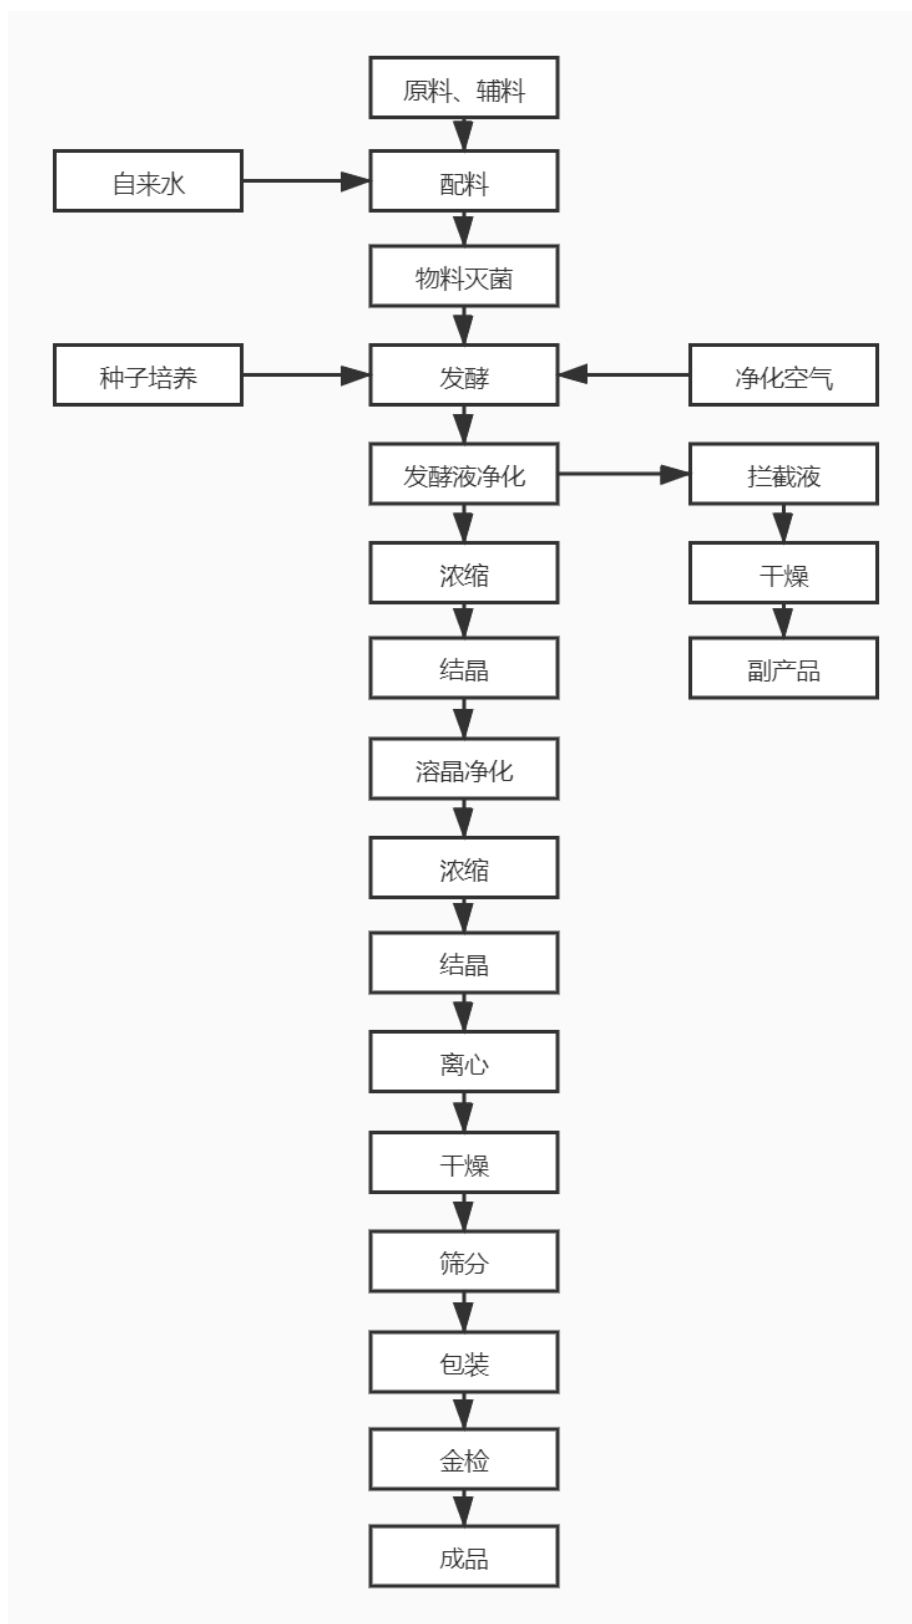 原料、辅料
自来水
配料
物料灭菌
种子培养
发酵
净化空气
发酵液净化
拦截液
浓缩
干燥
结晶
副产品
溶晶净化
浓缩
结晶
离心
干燥
筛分
包装
金检
成品